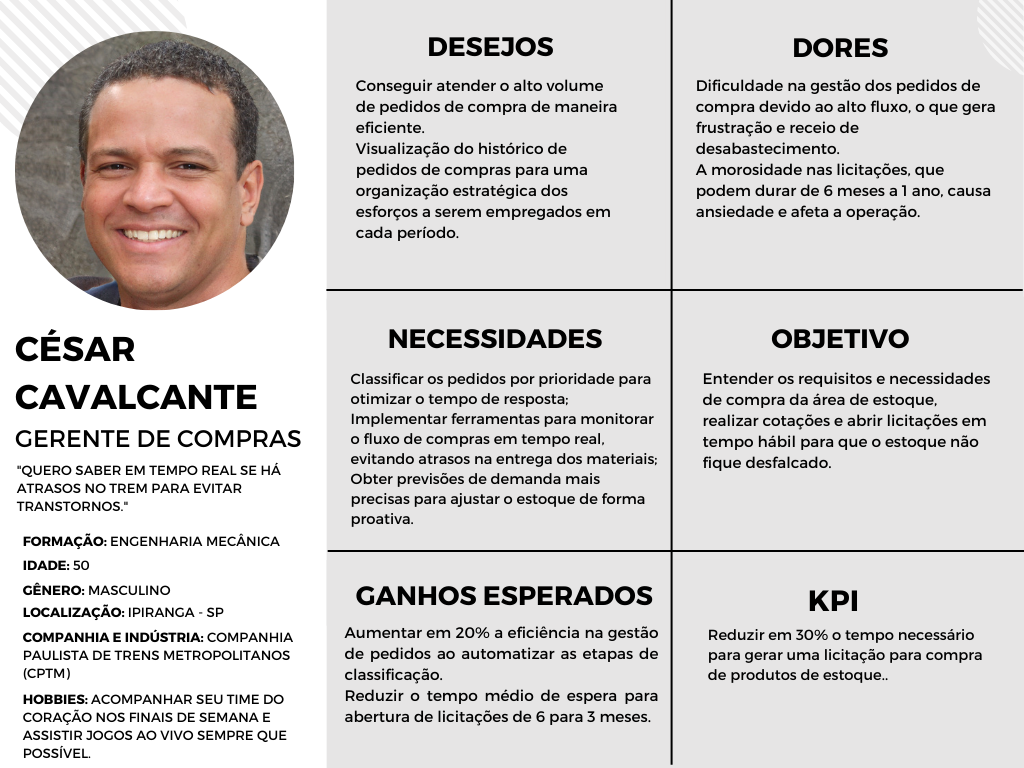 CÉSAR
CAVALCANTE
GERENTE DE COMPRAS
"QUERO SABER EM TEMPO REAL SE HÁ
ATRASOS NO TREM PARA EVITAR
TRANSTORNOS."
FORMAÇÃO: ENGENHARIA MECÂNICA
IDADE: 50
GÊNERO: MASCULINO
LOCALIZAÇÃO: IPIRANGA - SP
COMPANHIA E INDÚSTRIA: COMPANHIA
PAULISTA DE TRENS METROPOLITANOS
(CPTM)
HOBBIES: ACOMPANHAR SEU TIME DO
CORAÇÃO NOS FINAIS DE SEMANA E
ASSISTIR JOGOS AO VIVO SEMPRE QUE
POSSÍVEL.
DESEJOS
Conseguir atender o alto volume
de pedidos de compra de maneira
eficiente.
Visualização do histórico de
pedidos de compras para uma
organização estratégica dos
esforços a serem empregados em
cada período.
DORES
Dificuldade na gestão dos pedidos de
compra devido ao alto fluxo, o que gera
frustração e receio de
desabastecimento.
A morosidade nas licitações, que
podem durar de 6 meses a 1 ano, causa
ansiedade e afeta a operação.
NECESSIDADES
Classificar os pedidos por prioridade para
otimizar o tempo de resposta;
Implementar ferramentas para monitorar
o fluxo de compras em tempo real,
evitando atrasos na entrega dos materiais;
Obter previsões de demanda mais
precisas para ajustar o estoque de forma
proativa.
OBJETIVO
Entender os requisitos e necessidades
de compra da área de estoque,
realizar cotações e abrir licitações em
tempo hábil para que o estoque não
fique desfalcado.
GANHOS ESPERADOS
Aumentar em 20% a eficiência na gestão
de pedidos ao automatizar as etapas de
classificação.
Reduzir o tempo médio de espera para
abertura de licitações de 6 para 3 meses.
KPI
Reduzir em 30% o tempo necessário
para gerar uma licitação para compra
de produtos de estoque..